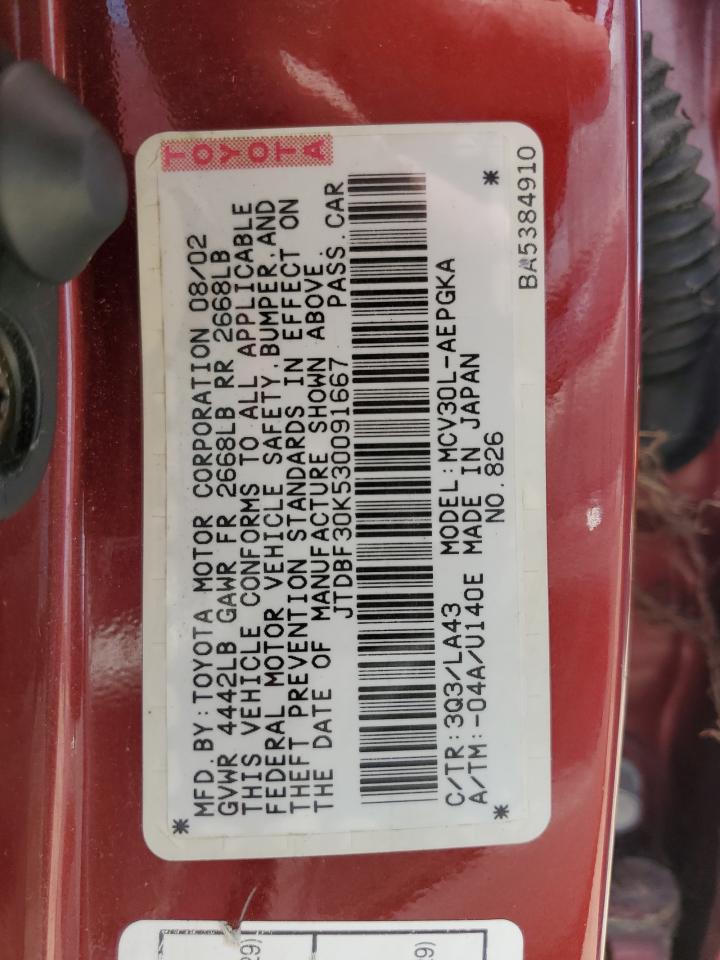 TOYOTA
MFD.BY:TOYOTA MOTOR CORPORATION 08/02
GVWR 4442LB GAWR FR 2668LB RR 2668LB
THIS VEHICLE CONFORMS TO ALL APPLICABLE
FEDERAL MOTOR VEHICLE SAFETY,BUMPER,AND
THEFT PREVENTION STANDARDS IN EFFECT ON
THE DATE OF MANUFACTURE SHOWN ABOVE.
JTDBF30K530091667 PASS.CAR
C/TR:3Q3/LA43 MODEL:MCV30L-AEPGKA
A/TM:-04A/U140E MADE IN JAPAN
NO.826
BA5384910